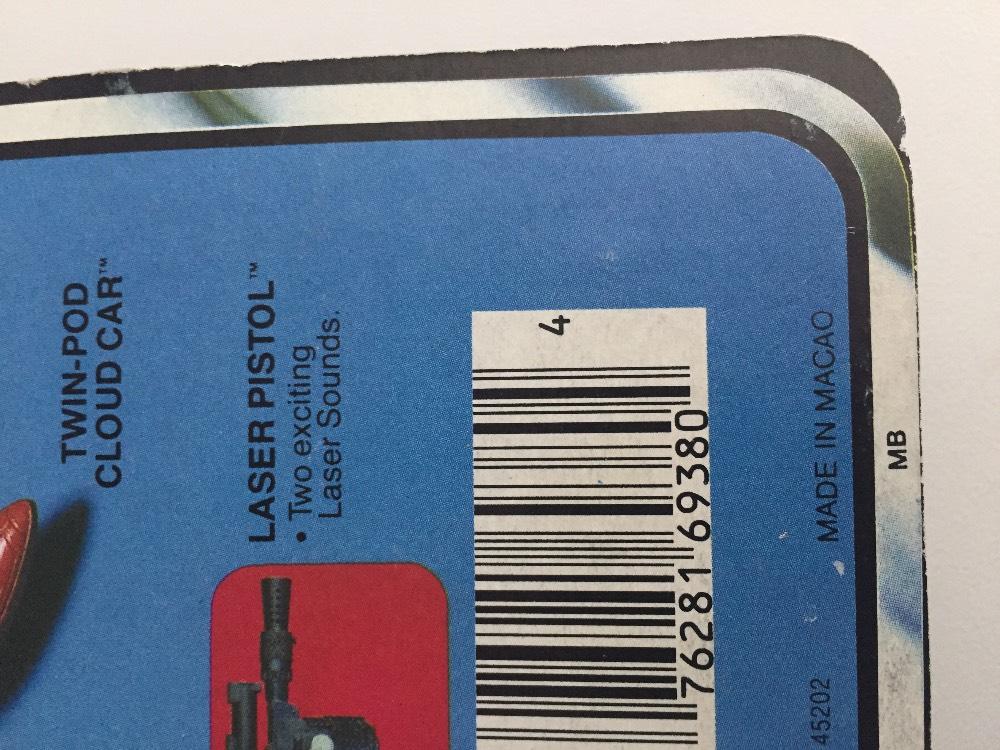 TWIN-POD
CLOUD CAR™
LASER PISTOL™
• Two exciting
Laser Sounds.
76281 69380
4
45202
MADE IN MACAO
MB